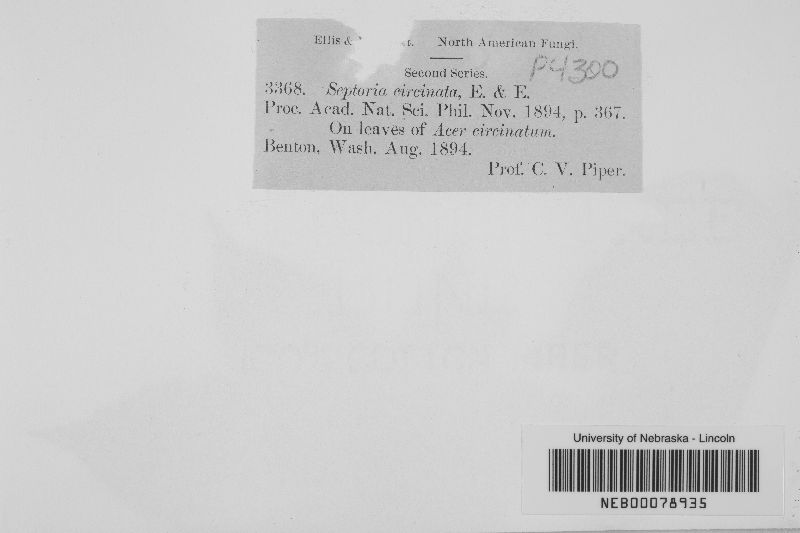 Ellis & North American Fungi.
Second Series.
P4300
3368. Septoria circinata, E. & E.
Proc. Acad. Nat. Sci. Phil. Nov. 1894, p. 367.
On leaves of Acer circinatum.
Benton, Wash. Aug. 1894.
Prof. C. V. Piper.
University of Nebraska - Lincoln
NEB00078935